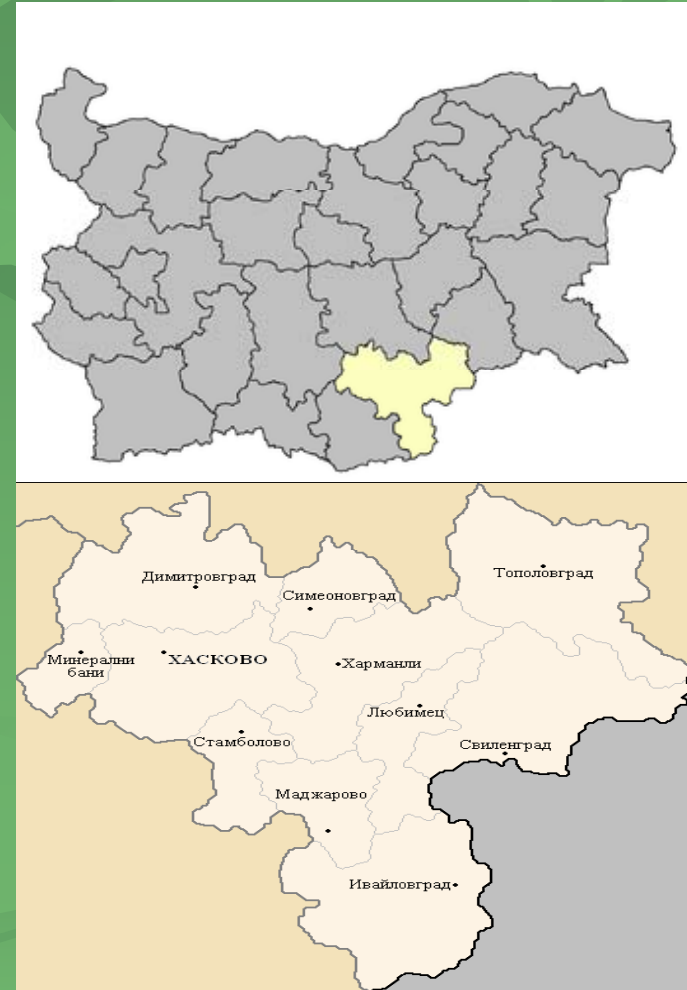 Димитровград
Тополовград
Симеоновград
Минерални
бани
ХАСКОВО
Харманли
Любимец
Стамболово
Свиленград
Маджарово
Ивайловград